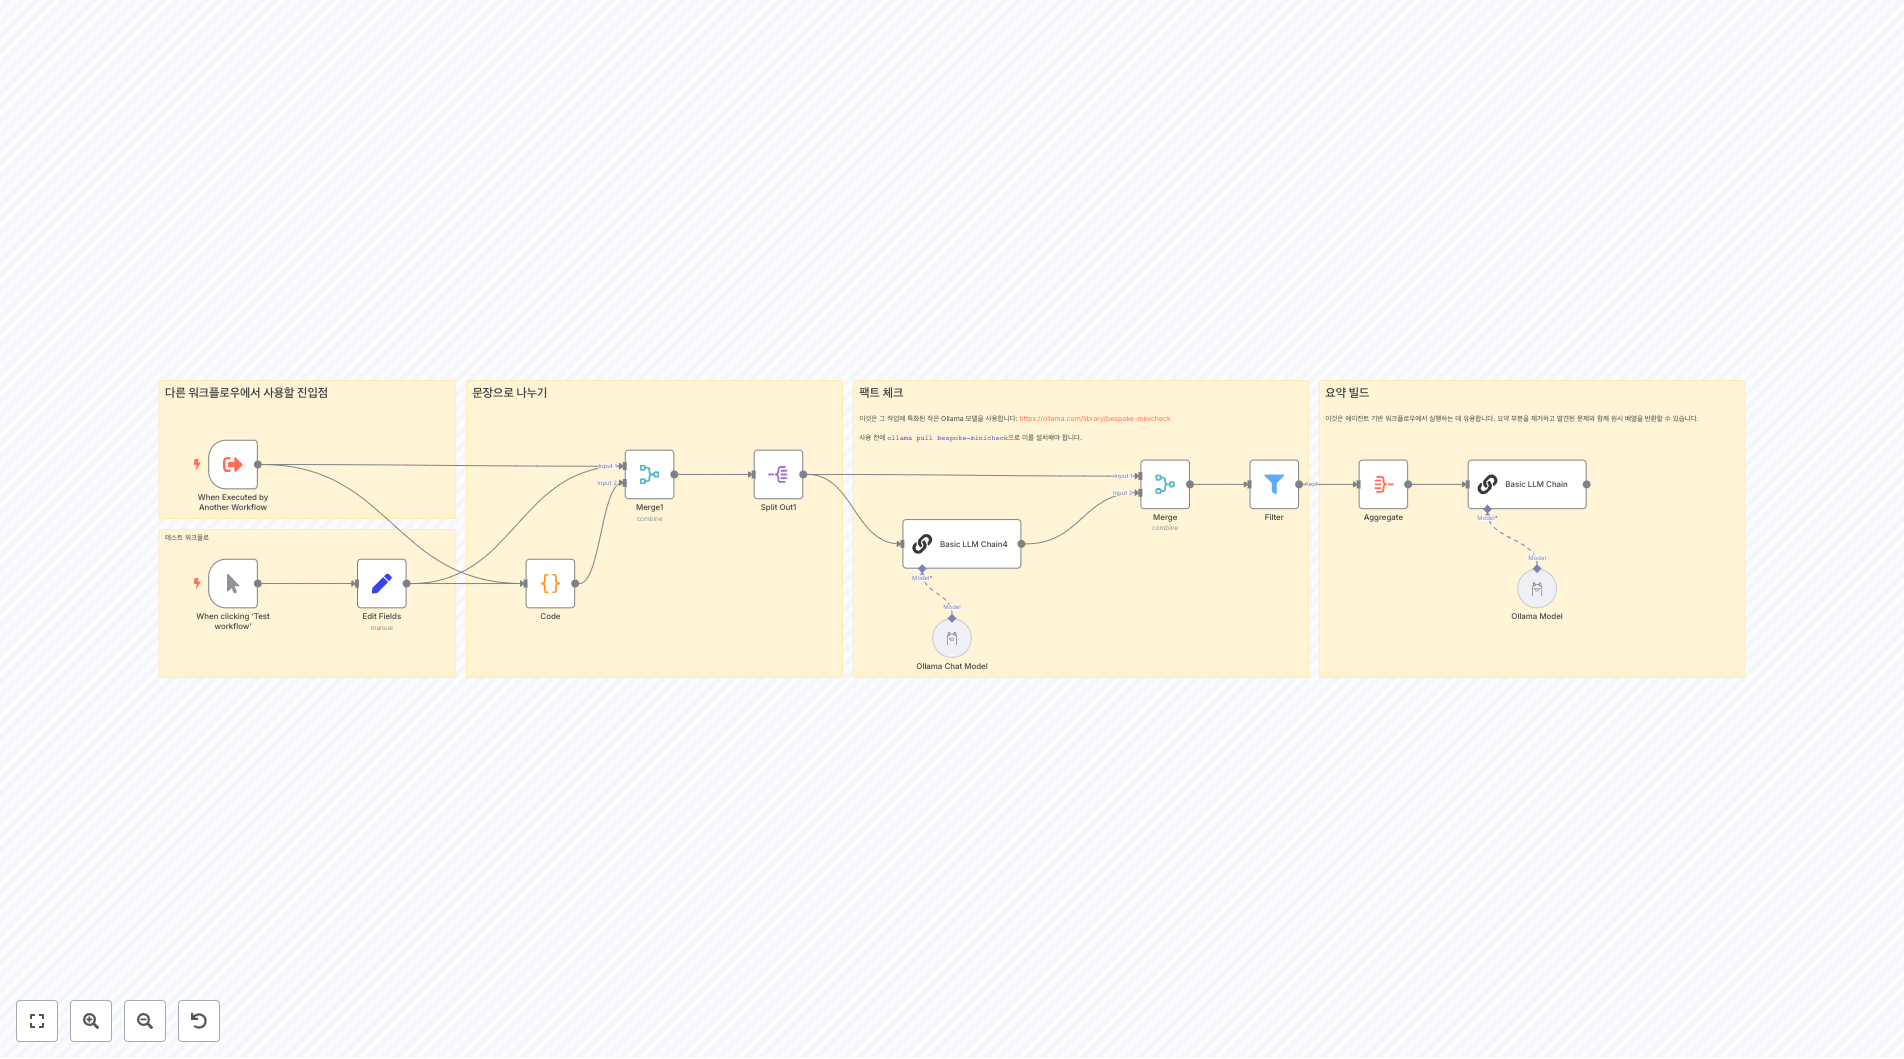 다른 워크플로우에서 사용할 진입점
When Executed by
Another Workflow
테스트 워크플로
When clicking ‘Test
workflow’
Edit Fields
manual
문장으로 나누기
Input 1
Input 2
Merge1
combine
Split Out1
Code
팩트 체크
이것은 그 작업에 특화된 작은 Ollama 모델을 사용합니다: https://ollama.com/library/bespoke-minicheck
사용 전에 ollama pull bespoke-minicheck으로 이를 설치해야 합니다.
Input 1
Input 2
Merge
combine
Filter
Kept
Basic LLM Chain4
Model*
Model
Ollama Chat Model
요약 빌드
이것은 에이전트 기반 워크플로우에서 실행하는 데 유용합니다. 요약 부분을 제거하고 발견된 문제와 함께 원시 배열을 반환할 수 있습니다.
Aggregate
Basic LLM Chain
Model*
Model
Ollama Model